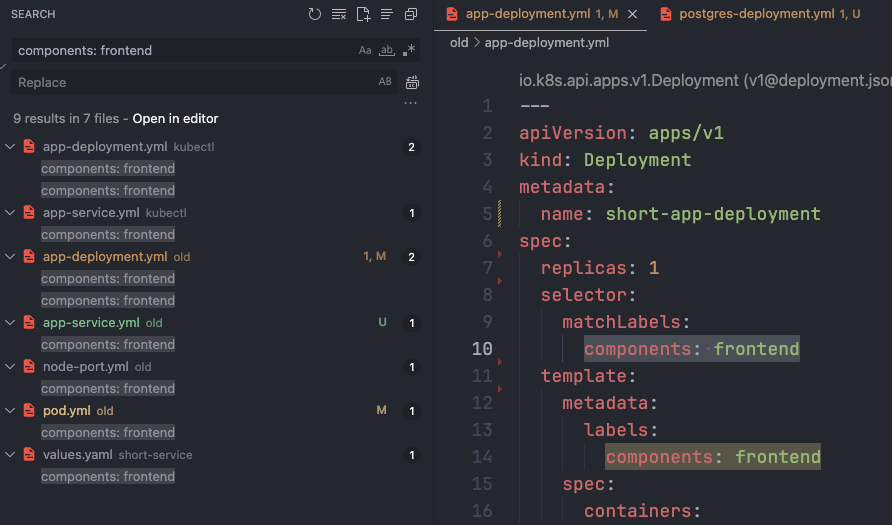 SEARCH
components: frontend
Aa ab .*
Replace
AB
...
9 results in 7 files - Open in editor
app-deployment.yml kubectl 2
components: frontend
components: frontend
app-service.yml kubectl 1
components: frontend
app-deployment.yml old 1, M 2
components: frontend
components: frontend
app-service.yml old U 1
components: frontend
node-port.yml old 1
components: frontend
pod.yml old M 1
components: frontend
values.yaml short-service 1
components: frontend
app-deployment.yml 1, M
postgres-deployment.yml 1, U
old > app-deployment.yml
io.k8s.api.apps.v1.Deployment (v1@deployment.json
1 ---
2 apiVersion: apps/v1
3 kind: Deployment
4 metadata:
5 name: short-app-deployment
6 spec:
7 replicas: 1
8 selector:
9 matchLabels:
10 components: frontend
11 template:
12 metadata:
13 labels:
14 components: frontend
15 spec:
16 containers: